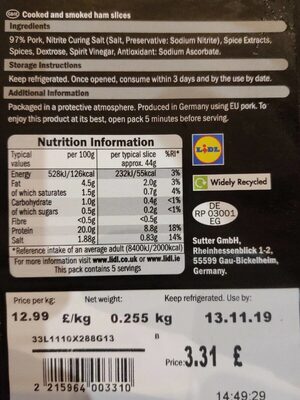 GB Cooked and smoked ham slices
Ingredients
97% Pork, Nitrite Curing Salt (Salt, Preservative: Sodium Nitrite), Spice Extracts,
Spices, Dextrose, Spirit Vinegar, Antioxidant: Sodium Ascorbate.
Storage Instructions
Keep refrigerated. Once opened, consume within 3 days and by the use by date.
Additional Information
Packaged in a protective atmosphere. Produced in Germany using EU pork. To
enjoy this product at its best, open pack 5 minutes before serving.
Nutrition Information
Typical values per 100g per typical slice approx. 44g %RI*
Energy 528kJ/126kcal 232kJ/55kcal 3%
Fat 4.5g 2.0g 3%
of which saturates 1.5g 0.7g 4%
Carbohydrate 1.0g 0.4g <1%
of which sugars 0.5g 0.2g <1%
Fibre <0.5g <0.5g
Protein 20.0g 8.8g 18%
Salt 1.88g 0.83g 14%
*Reference intake of an average adult (8400kJ/2000kcal)
For more information visit www.lidl.co.uk or www.lidl.ie
This pack contains 5 servings
LIDL
Widely Recycled
DE
RP 03001
EG
Sutter GmbH,
Rheinhessenblick 1-2,
55599 Gau-Bickelheim,
Germany.
Price per kg: Net weight: Keep refrigerated. Use by:
12.99 £/kg 0.255 kg 13.11.19
33L1110X288G13 B
Price: 3.31 £
2 215964 003310
14:49:29